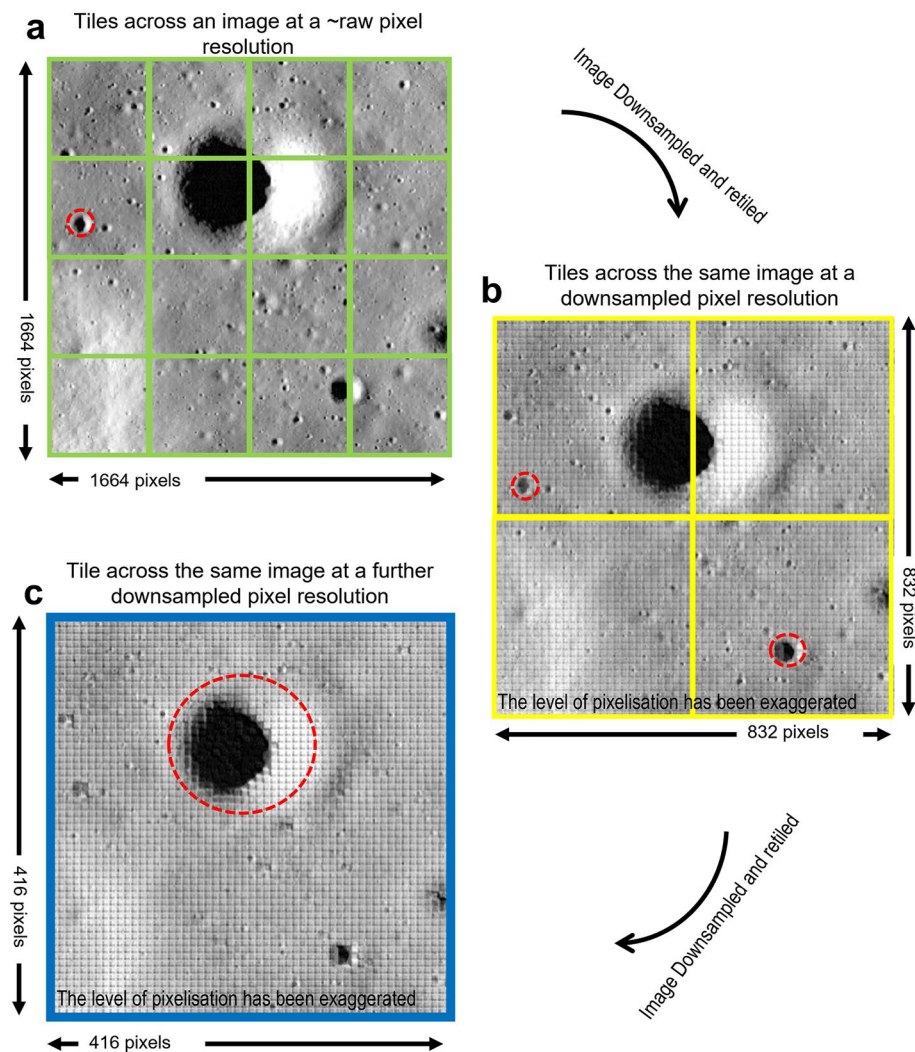 a
Tiles across an image at a ~raw pixel
resolution
1664 pixels
1664 pixels
Image Downsampled and retiled
b
Tiles across the same image at a
downsampled pixel resolution
The level of pixelisation has been exaggerated
832 pixels
832 pixels
c
Tile across the same image at a further
downsampled pixel resolution
416 pixels
The level of pixelisation has been exaggerated
416 pixels
Image Downsampled and retiled